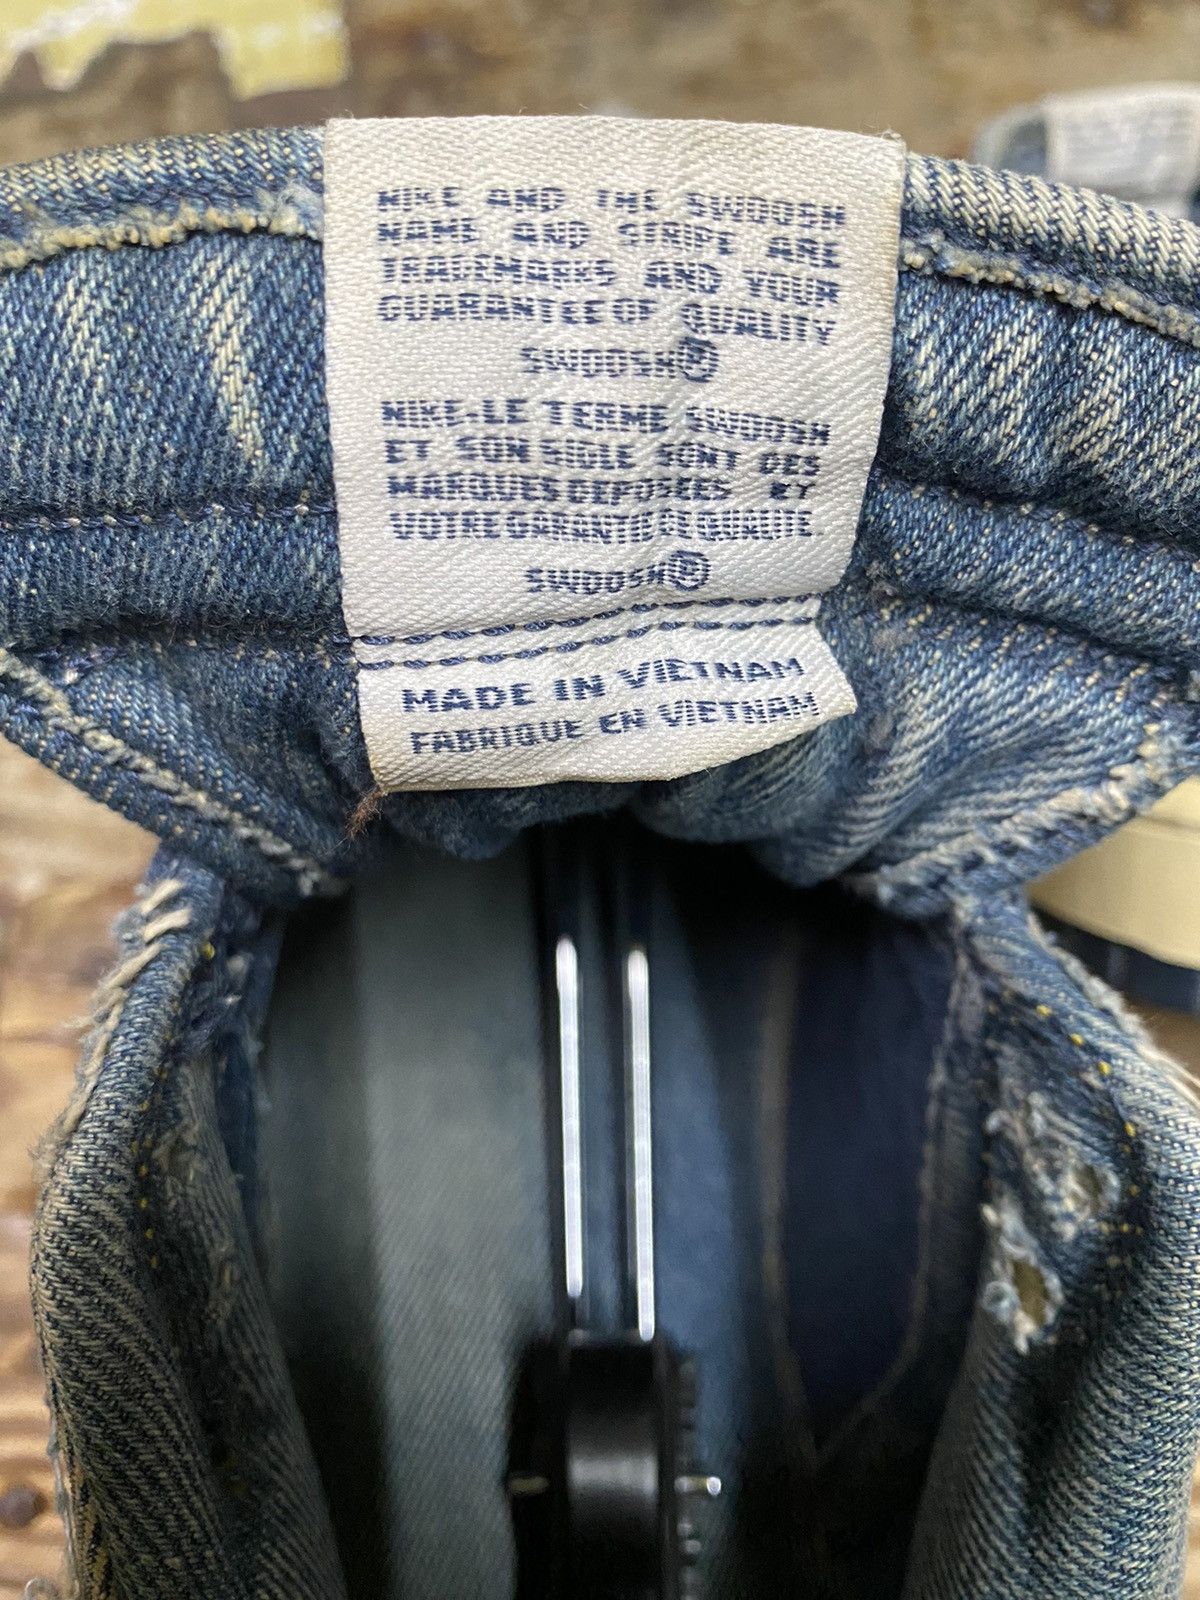 NIKE AND THE SWOOSH
NAME AND STRIPE ARE
TRADEMARKS AND YOUR
GUARANTEE OF QUALITY
SWOOSH®
NIKE-LE TERME SWOOSH
ET SON SIGLE SONT DES
MARQUES DEPOSEES ET
VOTRE GARANTIE DE QUALITE
SWOOSH®
MADE IN VIETNAM
FABRIQUE EN VIETNAM